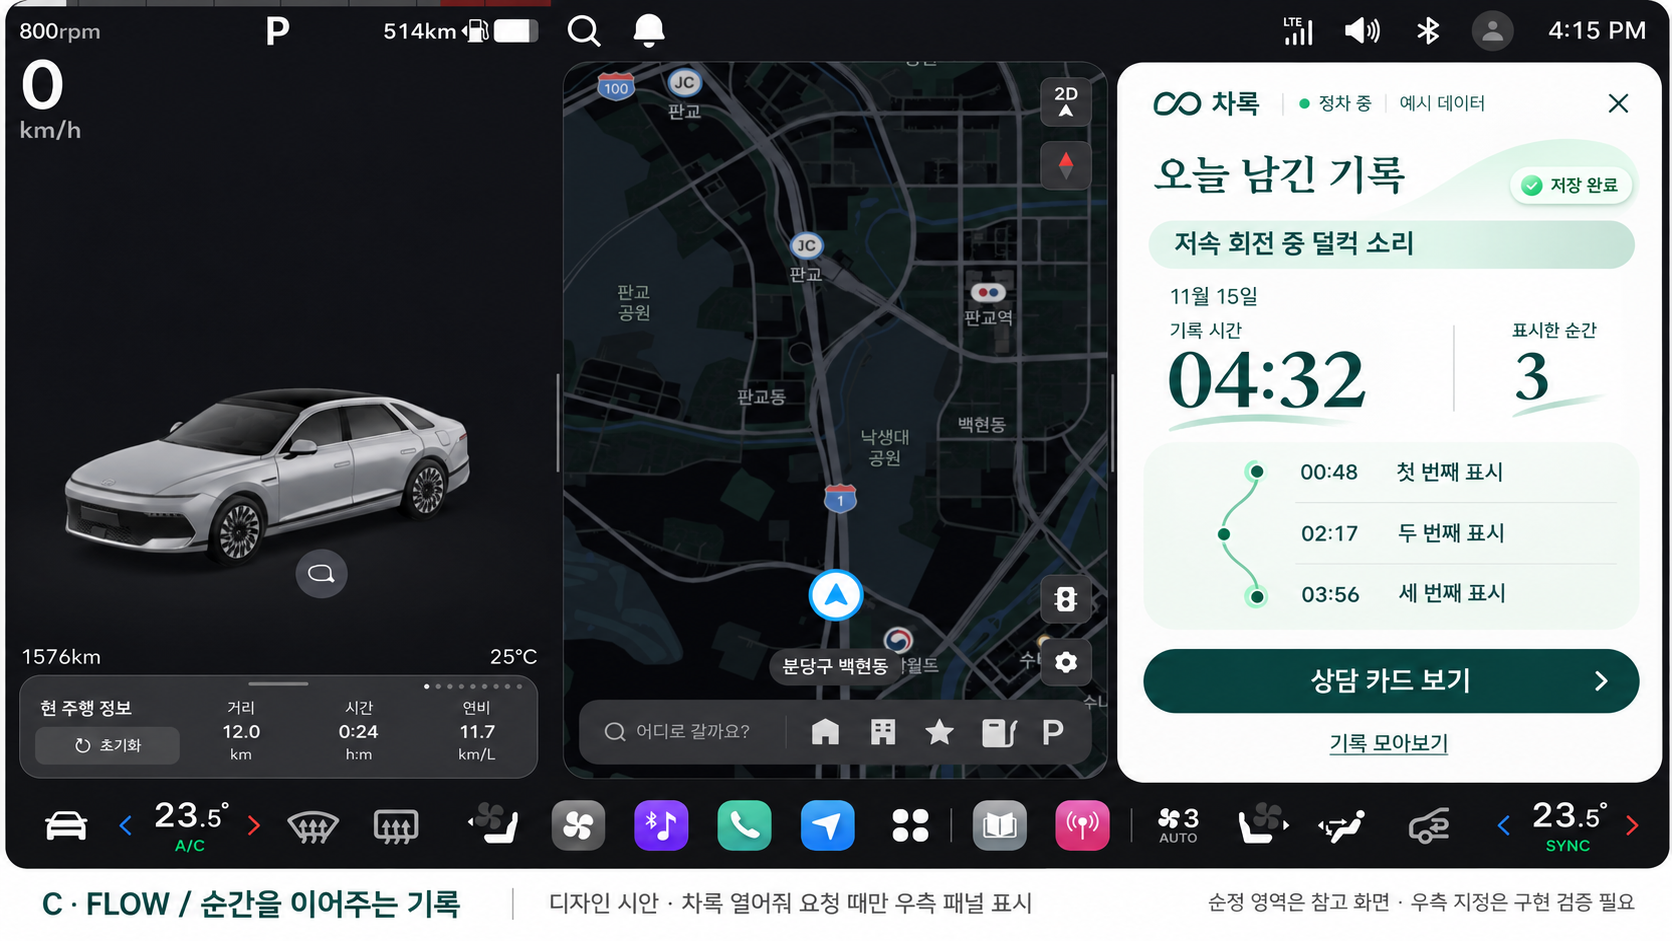 800rpm
P
514km
LTE
4:15 PM
0
km/h
1576km
25°C
현 주행 정보
초기화
거리
12.0
km
시간
0:24
h:m
연비
11.7
km/L
100
JC
판교
2D
JC
판교
판교
공원
판교역
판교동
백현동
낙생대
공원
1
분당구 백현동
월도
어디로 갈까요?
P
차록
정차 중
예시 데이터
오늘 남긴 기록
저장 완료
저속 회전 중 덜컥 소리
11월 15일
기록 시간
04:32
표시한 순간
3
00:48 첫 번째 표시
02:17 두 번째 표시
03:56 세 번째 표시
상담 카드 보기
기록 모아보기
23.5°
A/C
3
AUTO
23.5°
SYNC
C · FLOW / 순간을 이어주는 기록
디자인 시안 · 차록 열어줘 요청 때만 우측 패널 표시
순정 영역은 참고 화면 · 우측 지정은 구현 검증 필요